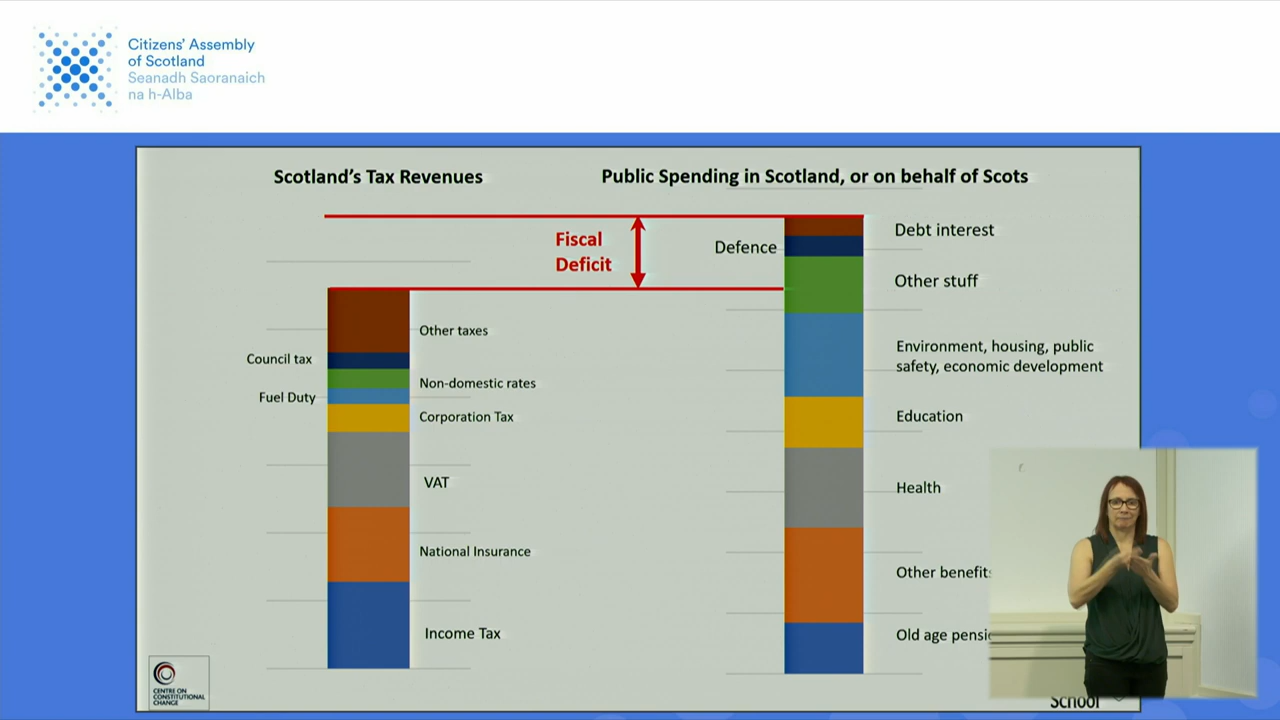 Citizens' Assembly
of Scotland
Seanadh Saoranaich
na h-Alba
Scotland's Tax Revenues
Public Spending in Scotland, or on behalf of Scots
Fiscal
Deficit
Other taxes
Council tax
Non-domestic rates
Fuel Duty
Corporation Tax
VAT
National Insurance
Income Tax
Debt interest
Defence
Other stuff
Environment, housing, public
safety, economic development
Education
Health
Other benefits
Old age
CENTRE ON
CONSTITUTIONAL
CHANGE
School